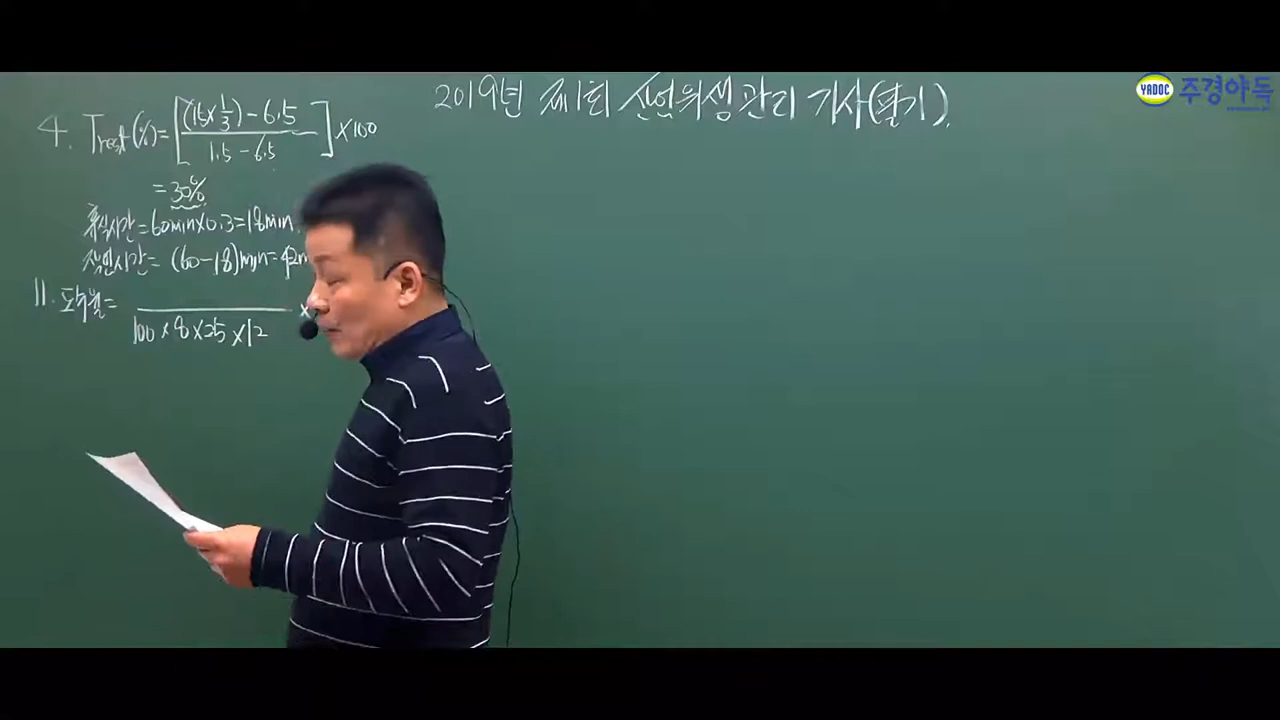 2019년 제1회 산업위생관리 기사(필기).
YADOC 주경야독
4. Trest(%) = [(15×1/3) - 6.5 / 1.5 - 6.5] ×100
= 30%
휴식시간 = 60min×0.3=18min.
작업시간 = (60-18)min=42m
11. 도수율 = / 100×8×25×12 ×